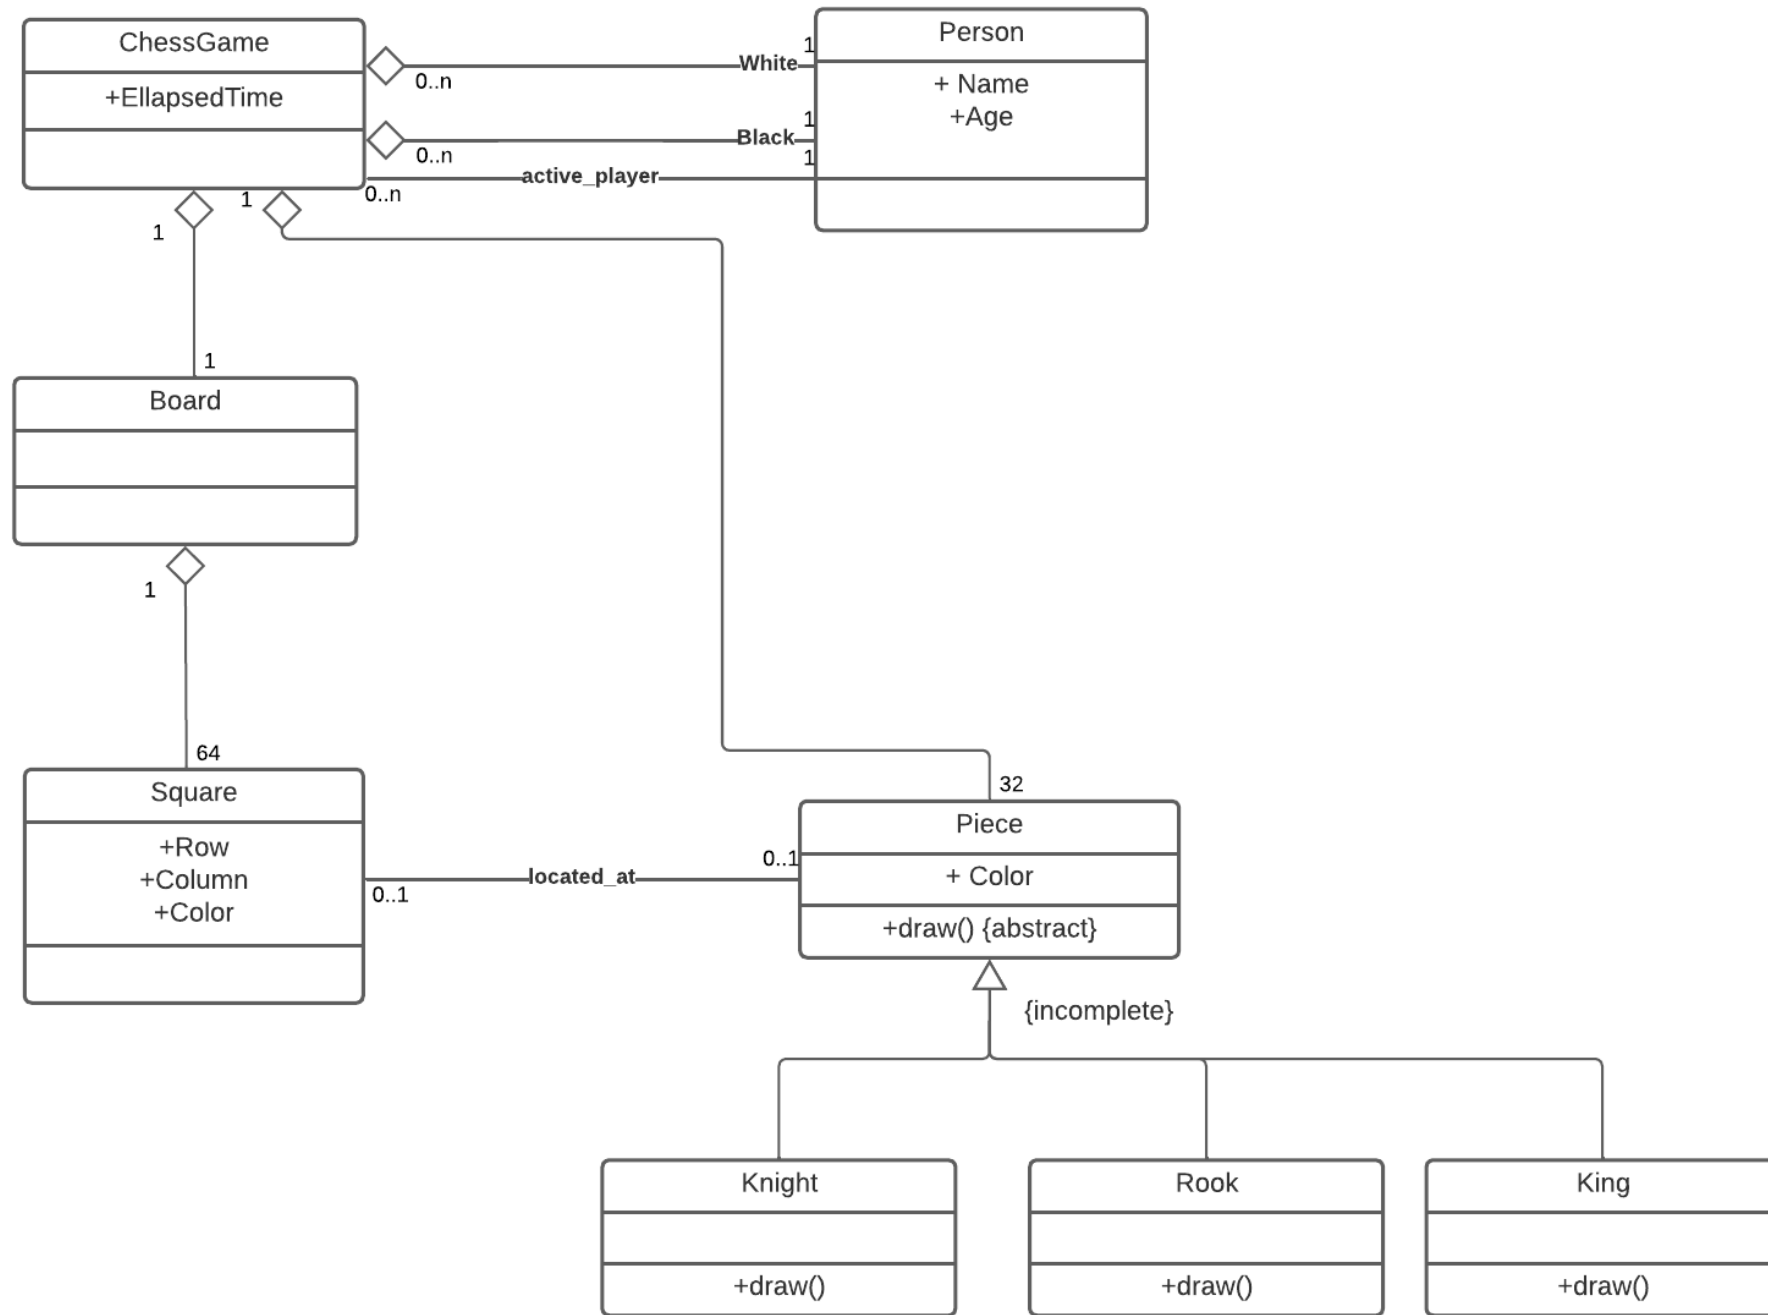 ChessGame
+EllapsedTime
0..n
White
1
0..n
Black
1
0..n
active_player
1
Person
+ Name
+Age
1
1
1
Board
1
64
Square
+Row
+Column
+Color
0..1
located_at
0..1
32
Piece
+ Color
+draw() {abstract}
{incomplete}
Knight
+draw()
Rook
+draw()
King
+draw()